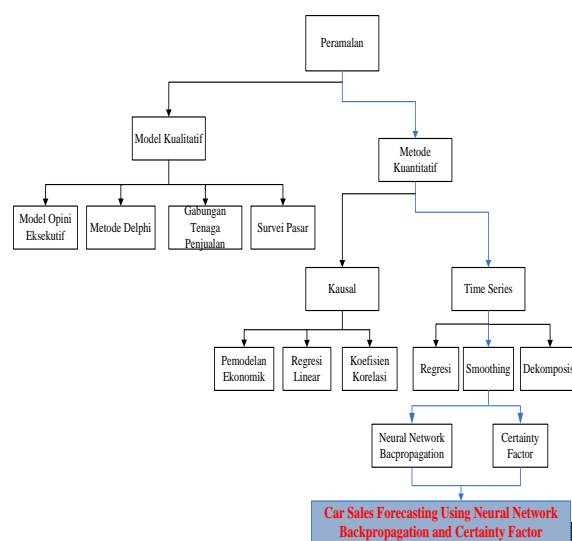 Peramalan
Model Kualitatif
Metode
Kuantitatif
Model Opini
Eksekutif
Metode Delphi
Gabungan
Tenaga
Penjualan
Survei Pasar
Kausal
Time Series
Pemodelan
Ekonomik
Regresi
Linear
Koefisien
Korelasi
Regresi
Smoothing
Dekomposis
Neural Network
Bacpropagation
Certainty
Factor
Car Sales Forecasting Using Neural Network
Backpropagation and Certainty Factor